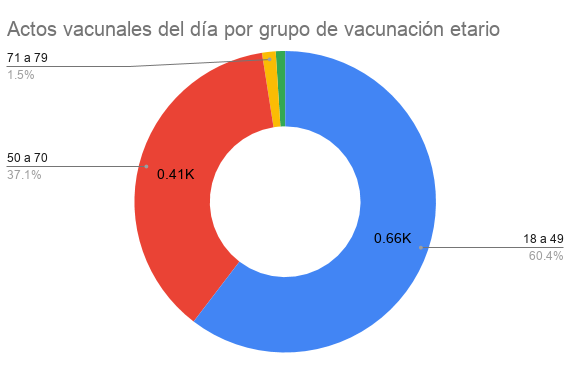 Actos vacunales del día por grupo de vacunación etario
71 a 79
1.5%
50 a 70
37.1%
0.41K
0.66K
18 a 49
60.4%